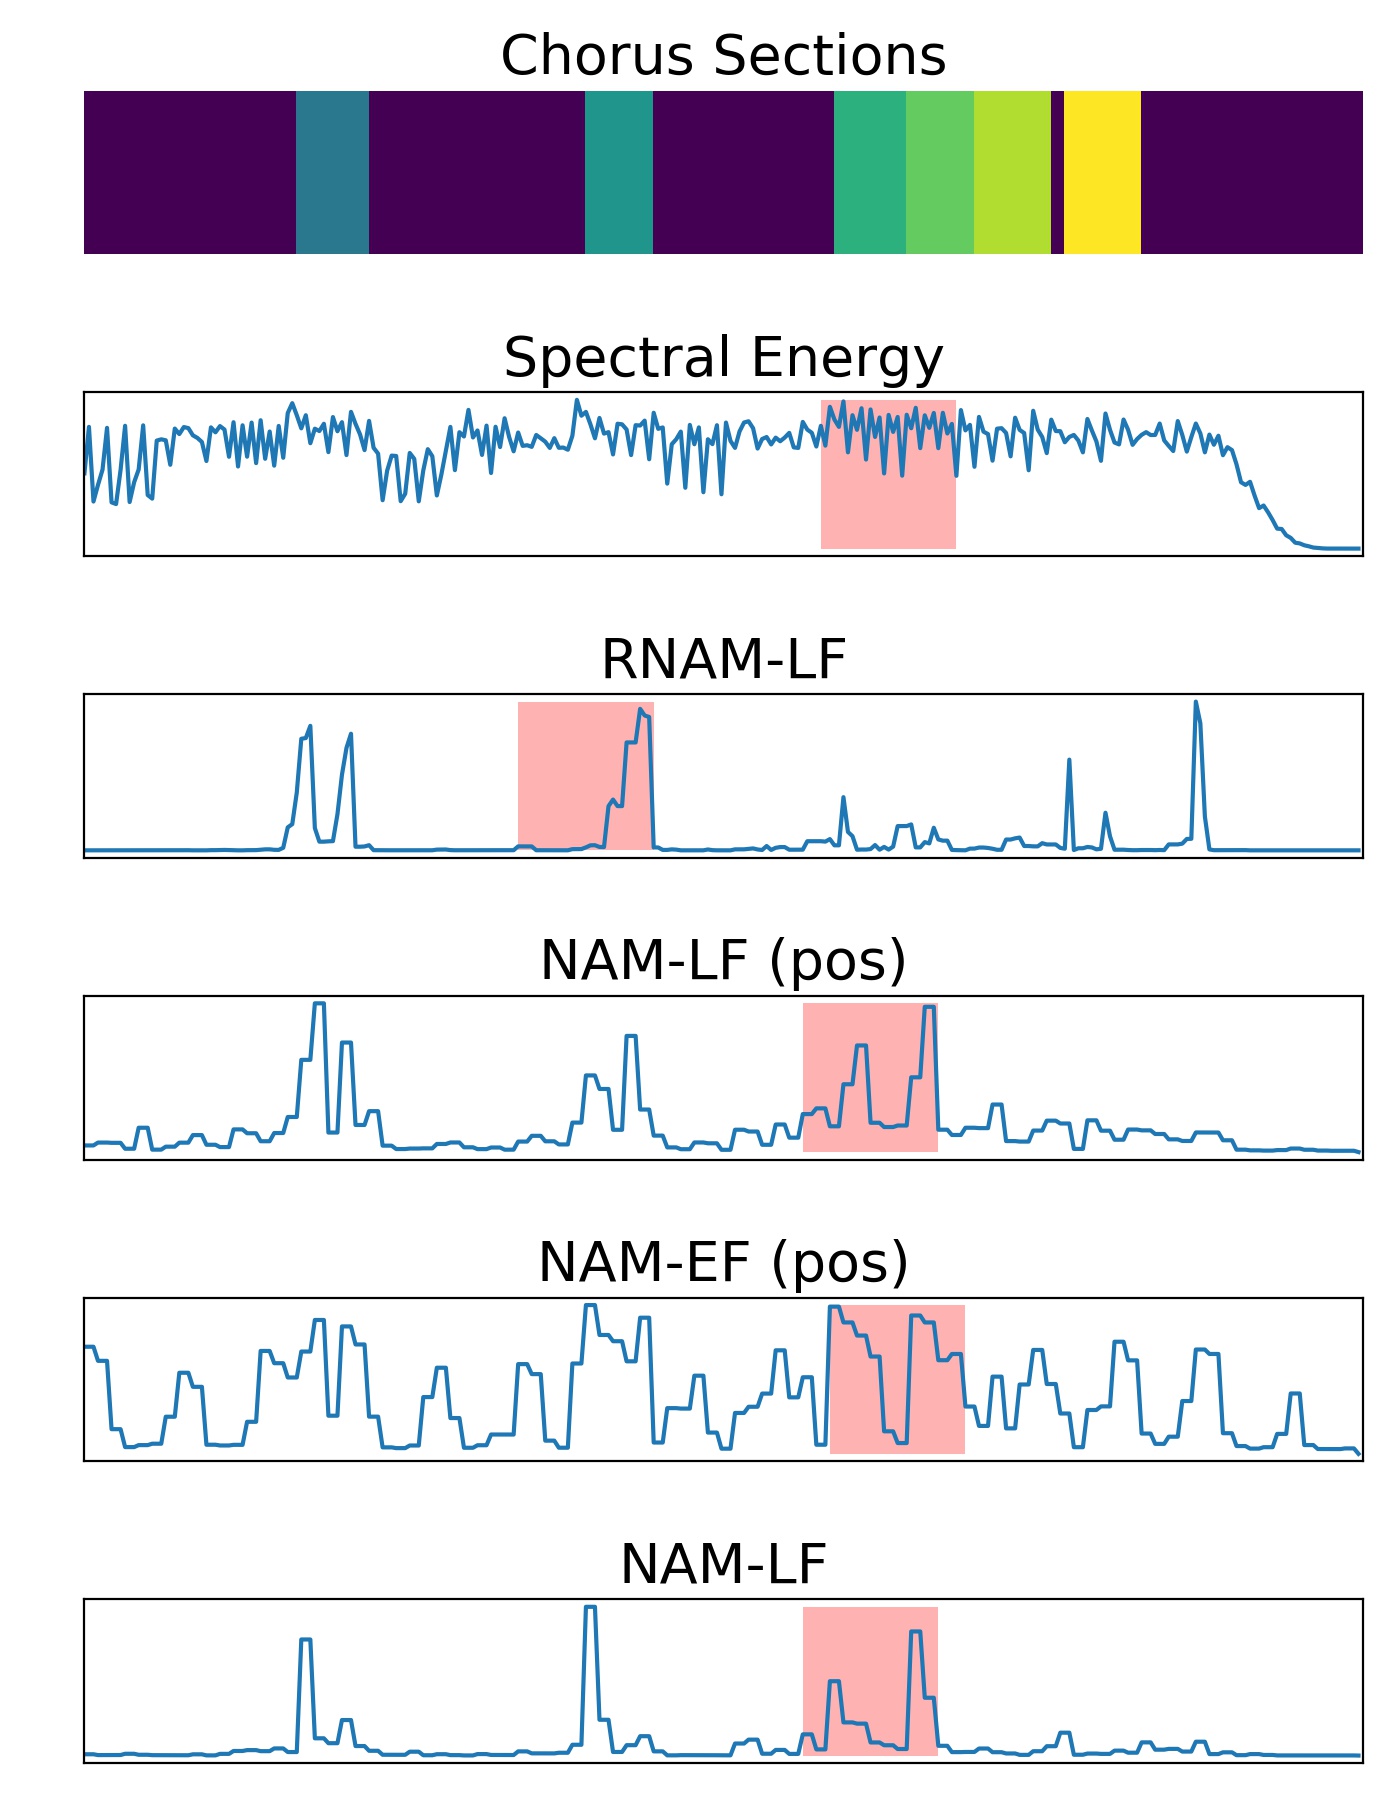 Chorus Sections
Spectral Energy
RNAM-LF
NAM-LF (pos)
NAM-EF (pos)
NAM-LF